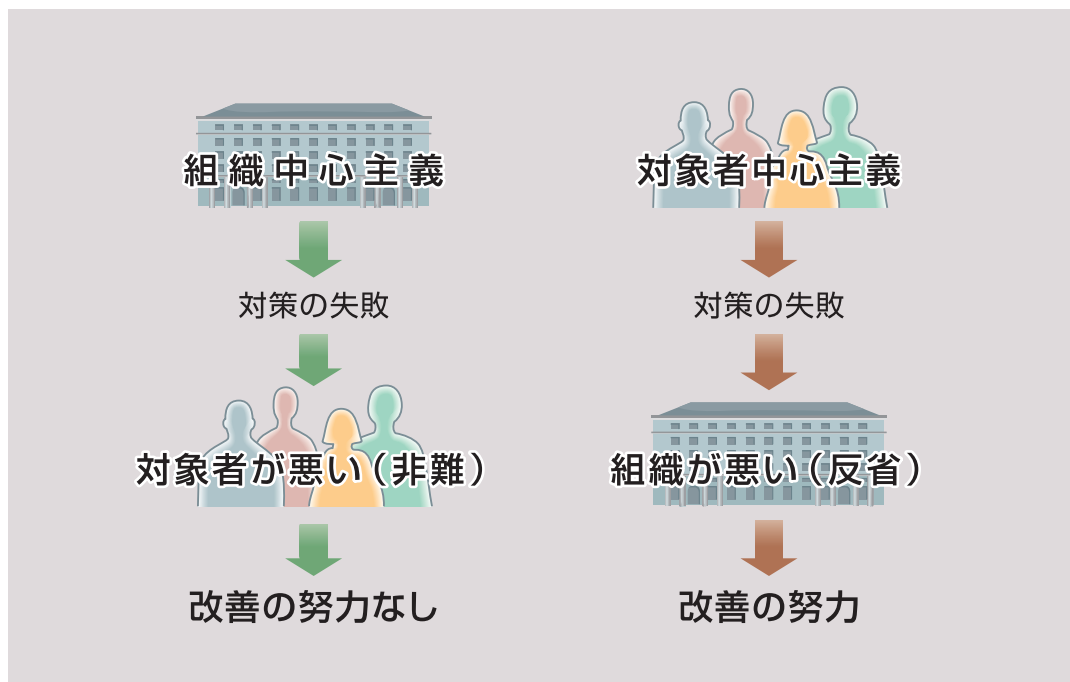 組織中心主義
対策の失敗
対象者が悪い（非難）
改善の努力なし
対象者中心主義
対策の失敗
組織が悪い（反省）
改善の努力